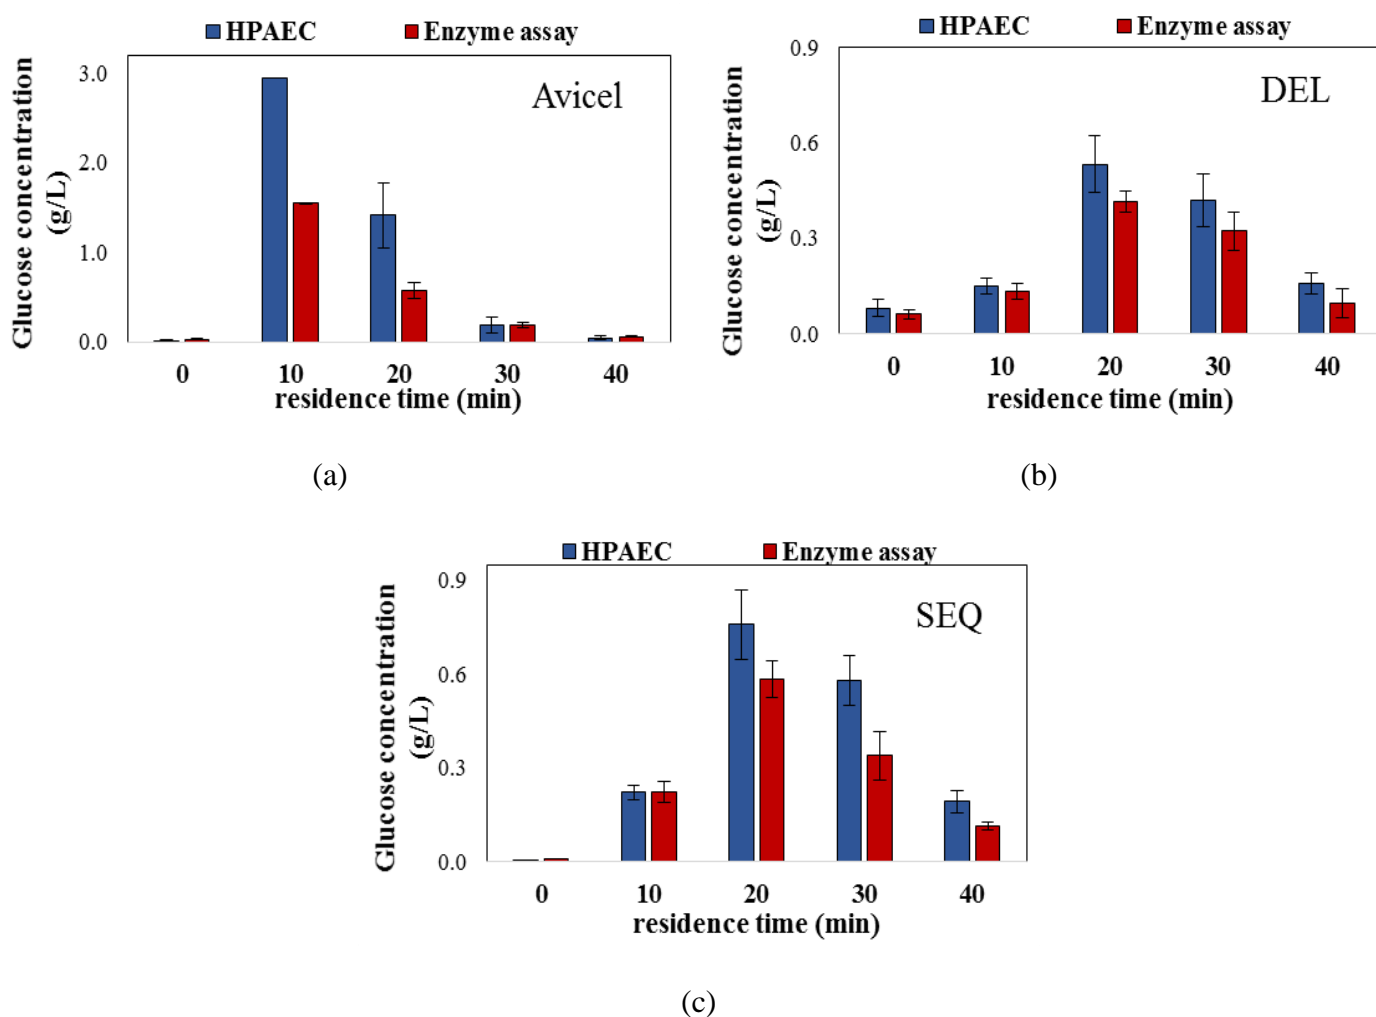 HPAEC Enzyme assay
Avicel
Glucose concentration
(g/L)
3.0
2.0
1.0
0.0
0 10 20 30 40
residence time (min)
(a)
HPAEC Enzyme assay
DEL
Glucose concentration
(g/L)
0.9
0.6
0.3
0.0
0 10 20 30 40
residence time (min)
(b)
HPAEC Enzyme assay
SEQ
Glucose concentration
(g/L)
0.9
0.6
0.3
0.0
0 10 20 30 40
residence time (min)
(c)